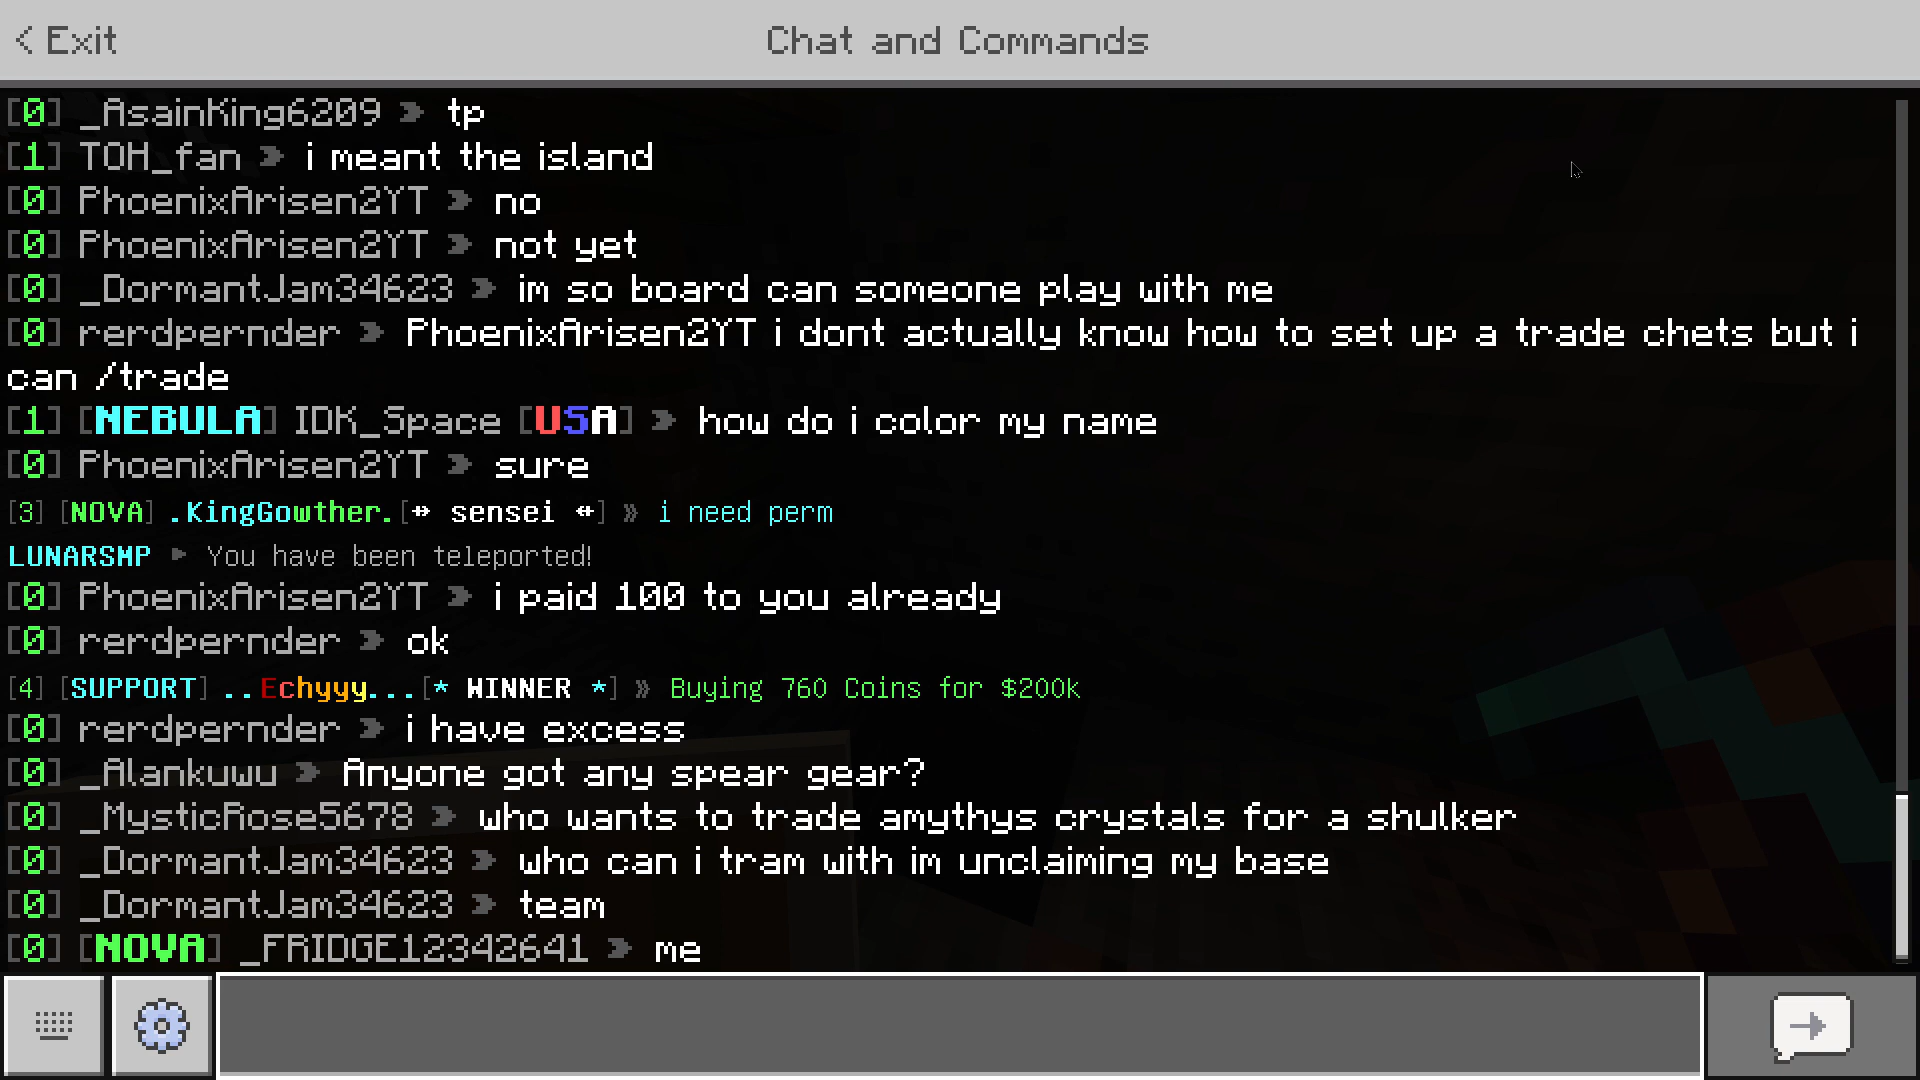 < Exit
Chat and Commands
[0] _AsainKing6209 » tp
[1] TOH_fan » i meant the island
[0] PhoenixArisen2YT » no
[0] PhoenixArisen2YT » not yet
[0] _DormantJam34623 » im so board can someone play with me
[0] rerdpernder » PhoenixArisen2YT i dont actually know how to set up a trade chets but i
can /trade
[1] [NEBULA] IDK_Space [USA] » how do i color my name
[0] PhoenixArisen2YT » sure
[3] [NOVA] .KingGowther.[↠ sensei ↞] » i need perm
LUNARSMP ▸ You have been teleported!
[0] PhoenixArisen2YT » i paid 100 to you already
[0] rerdpernder » ok
[4] [SUPPORT] ..Echyyy...[* WINNER *] » Buying 760 Coins for $200k
[0] rerdpernder » i have excess
[0] _Alankuwu » Anyone got any spear gear?
[0] _MysticRose5678 » who wants to trade amythys crystals for a shulker
[0] _DormantJam34623 » who can i tram with im unclaiming my base
[0] _DormantJam34623 » team
[0] [NOVA] _FRIDGE12342641 » me